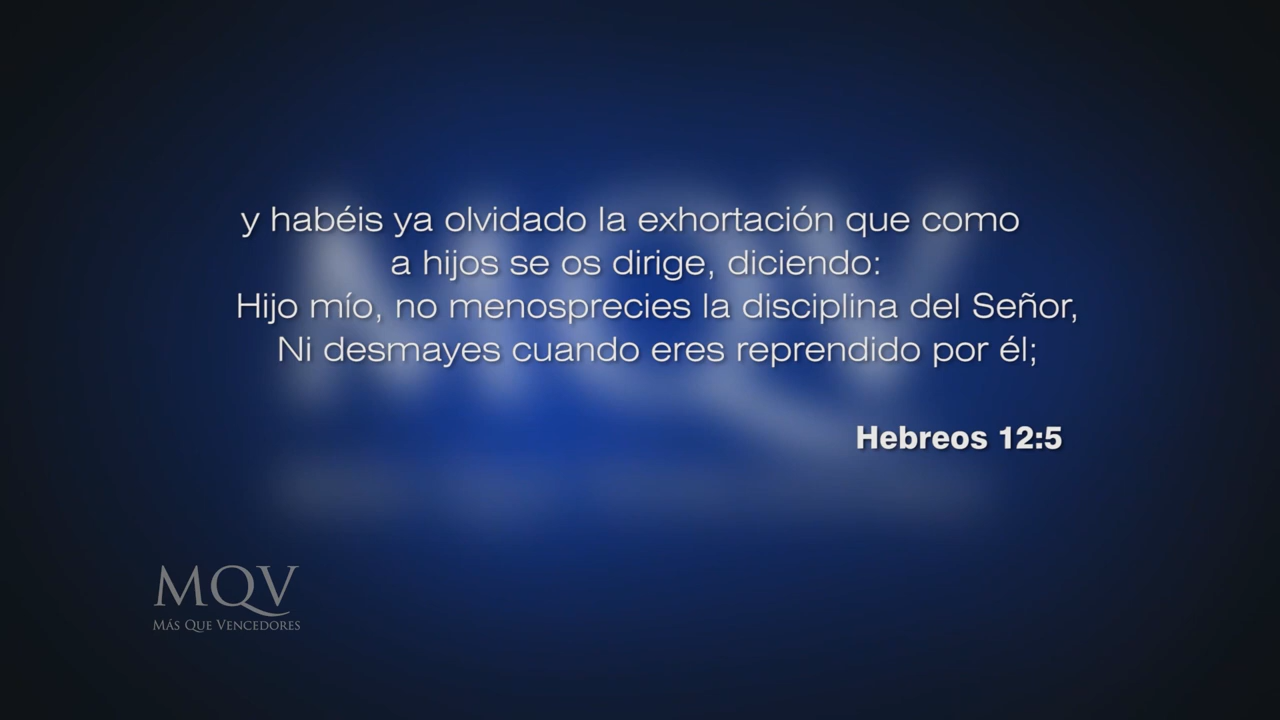 y habéis ya olvidado la exhortación que como
a hijos se os dirige, diciendo:
Hijo mío, no menosprecies la disciplina del Señor,
Ni desmayes cuando eres reprendido por él;
Hebreos 12:5
MQV
MÁS QUE VENCEDORES